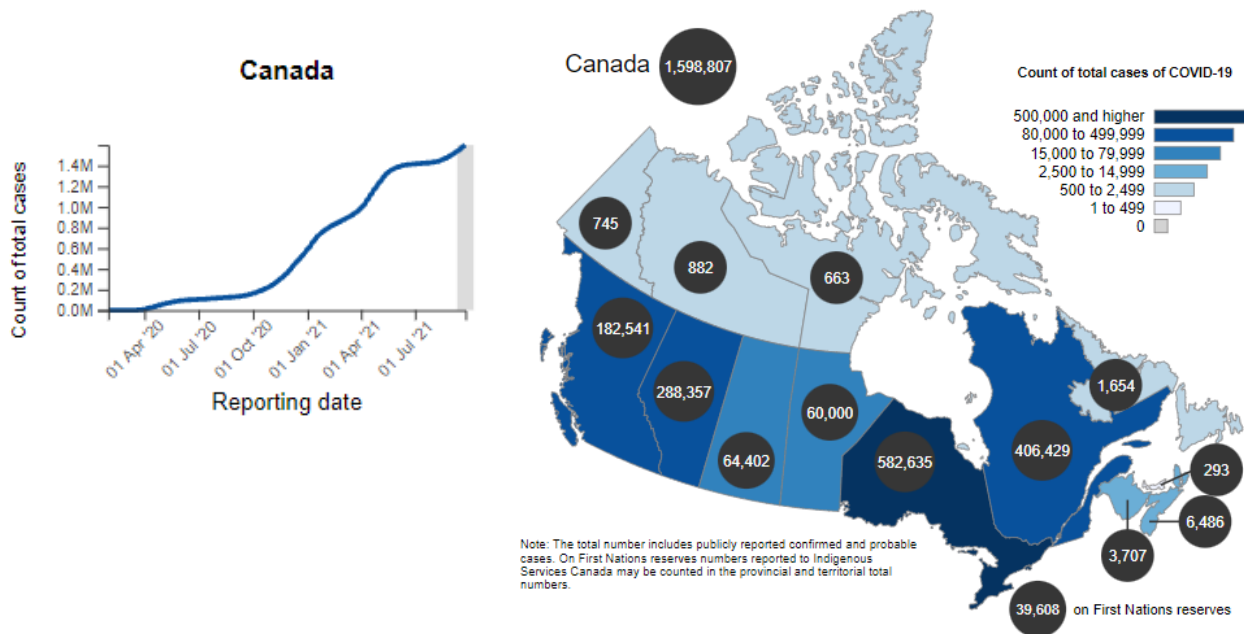 Canada
Count of total cases
1.4M
1.2M
1.0M
0.8M
0.6M
0.4M
0.2M
0.0M
01 Apr '20
01 Jul '20
01 Oct '20
01 Jan '21
01 Apr '21
01 Jul '21
Reporting date
Canada 1,598,807
Count of total cases of COVID-19
500,000 and higher
80,000 to 499,999
15,000 to 79,999
2,500 to 14,999
500 to 2,499
1 to 499
0
745
882
663
182,541
288,357
64,402
60,000
582,635
406,429
1,654
293
6,486
3,707
Note: The total number includes publicly reported confirmed and probable
cases. On First Nations reserves numbers reported to Indigenous
Services Canada may be counted in the provincial and territorial total
numbers.
39,608 on First Nations reserves